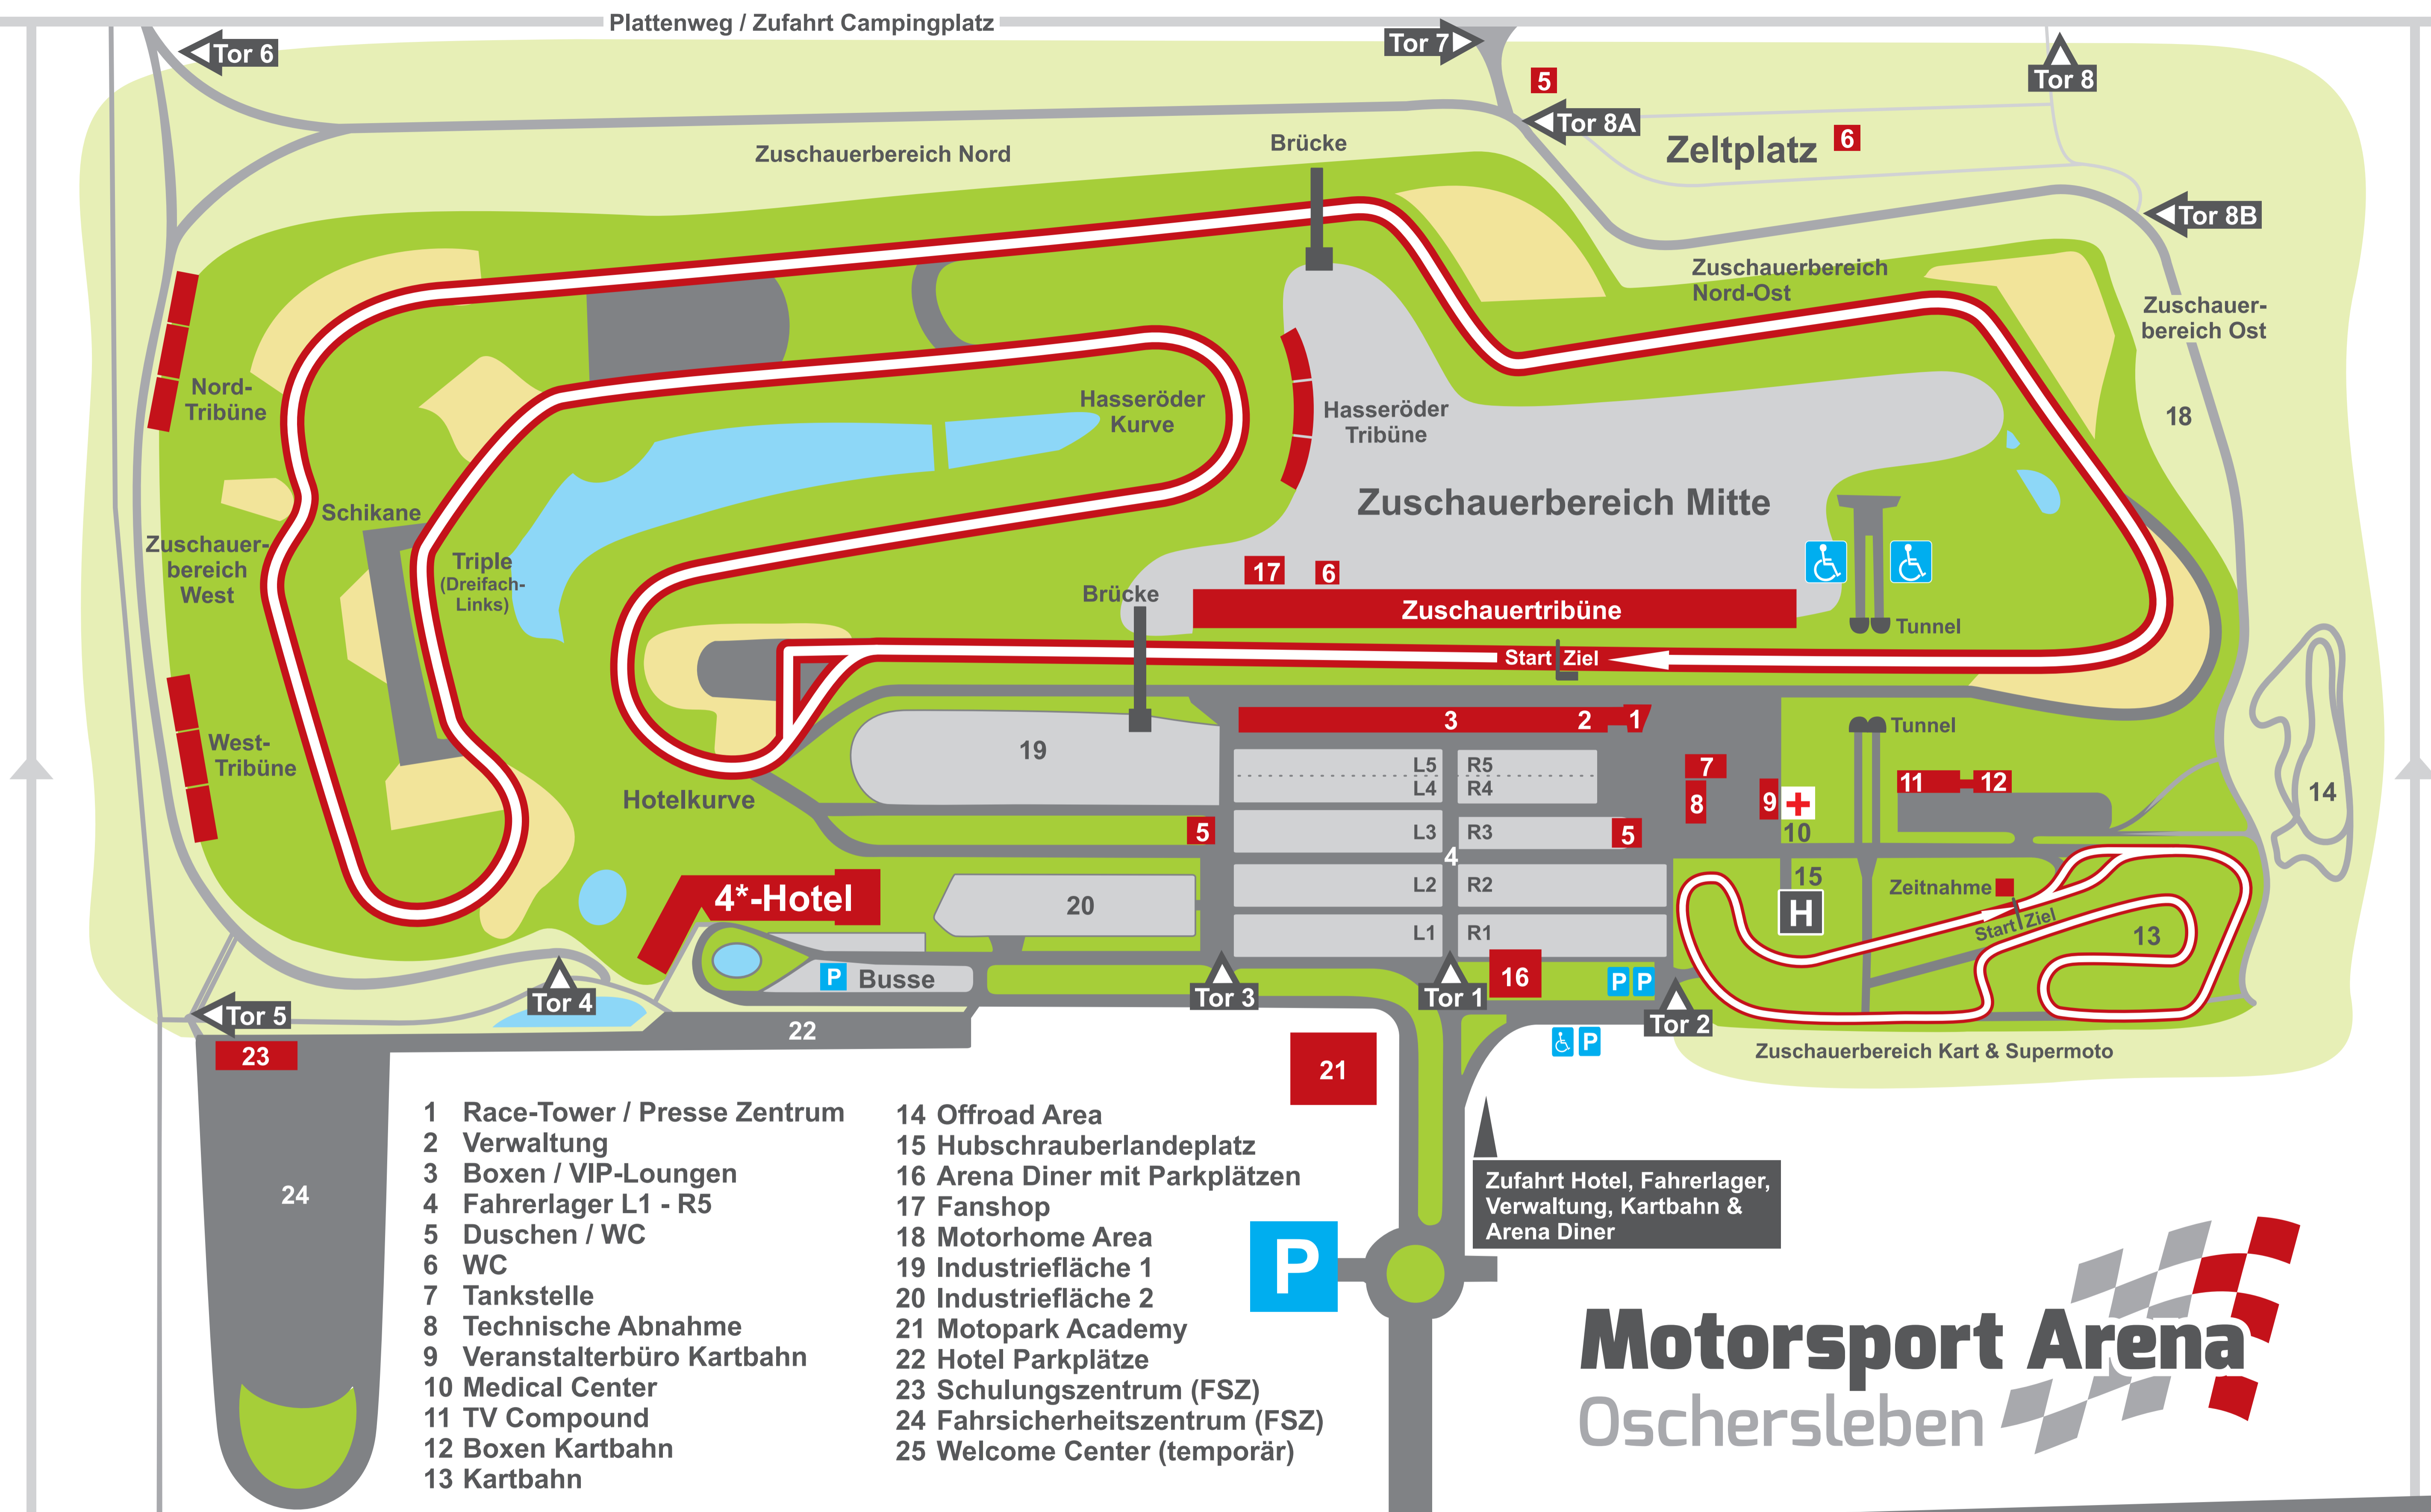 Plattenweg / Zufahrt Campingplatz
Tor 6
Tor 7
Tor 8
5
Tor 8A
Zeltplatz 6
Brücke
Zuschauerbereich Nord
Tor 8B
Zuschauerbereich
Nord-Ost
Zuschauer-
bereich Ost
18
Nord-
Tribüne
Hasseröder
Kurve
Hasseröder
Tribüne
Zuschauerbereich Mitte
Schikane
Zuschauer-
bereich
West
Triple
(Dreifach-
Links)
17
6
Brücke
Zuschauertribüne
Tunnel
Start Ziel
West-
Tribüne
Hotelkurve
19
3
2
1
Tunnel
L5
R5
L4
R4
7
8
9
10
11
12
14
5
L3
R3
5
4
4*-Hotel
20
L2
R2
15
H
Zeitnahme
Start Ziel
13
L1
R1
P Busse
16
P P
Tor 5
Tor 4
Tor 3
Tor 1
Tor 2
22
23
21
P
Zuschauerbereich Kart & Supermoto
24
1 Race-Tower / Presse Zentrum
2 Verwaltung
3 Boxen / VIP-Loungen
4 Fahrerlager L1 - R5
5 Duschen / WC
6 WC
7 Tankstelle
8 Technische Abnahme
9 Veranstalterbüro Kartbahn
10 Medical Center
11 TV Compound
12 Boxen Kartbahn
13 Kartbahn
14 Offroad Area
15 Hubschrauberlandeplatz
16 Arena Diner mit Parkplätzen
17 Fanshop
18 Motorhome Area
19 Industriefläche 1
20 Industriefläche 2
21 Motopark Academy
22 Hotel Parkplätze
23 Schulungszentrum (FSZ)
24 Fahrsicherheitszentrum (FSZ)
25 Welcome Center (temporär)
Zufahrt Hotel, Fahrerlager,
Verwaltung, Kartbahn &
Arena Diner
P
Motorsport Arena
Oschersleben